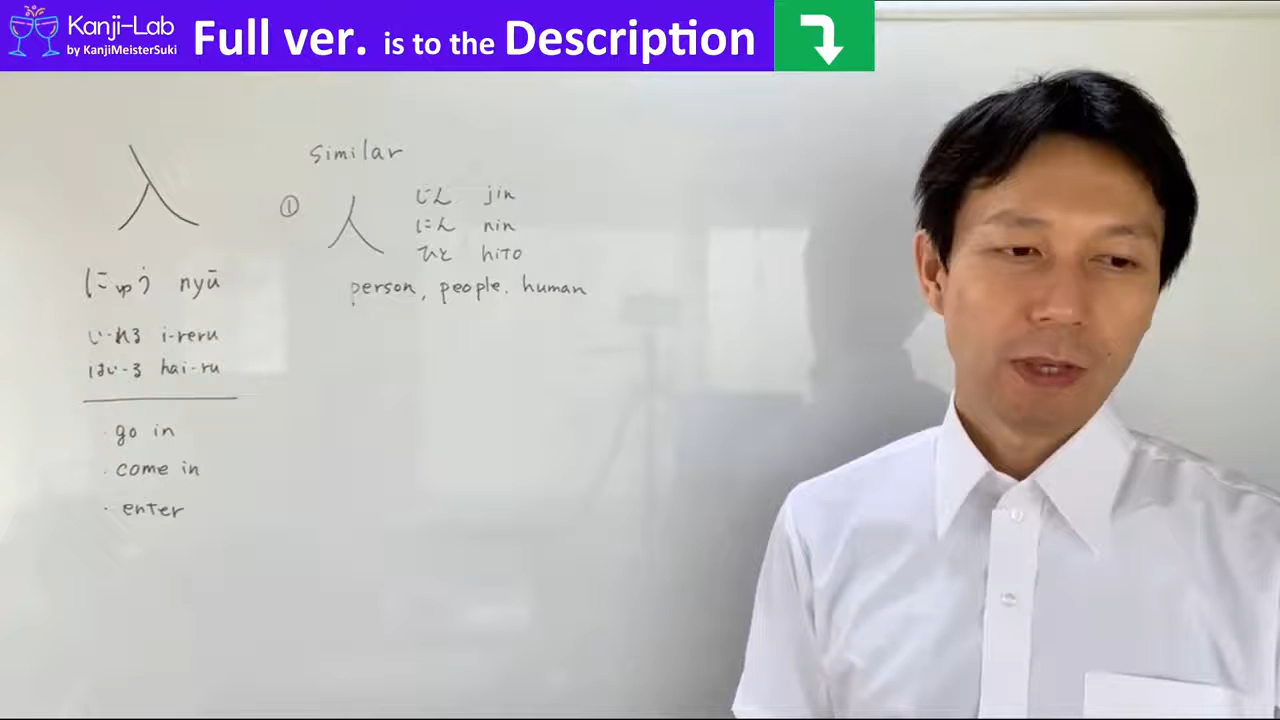 Kanji-Lab
by KanjiMeisterSuki
Full ver. is to the Description
入
にゅう nyū
い-れる i-reru
はい-る hai-ru
・go in
・come in
・enter
similar
① 人
じん jin
にん nin
ひと hito
person, people. human